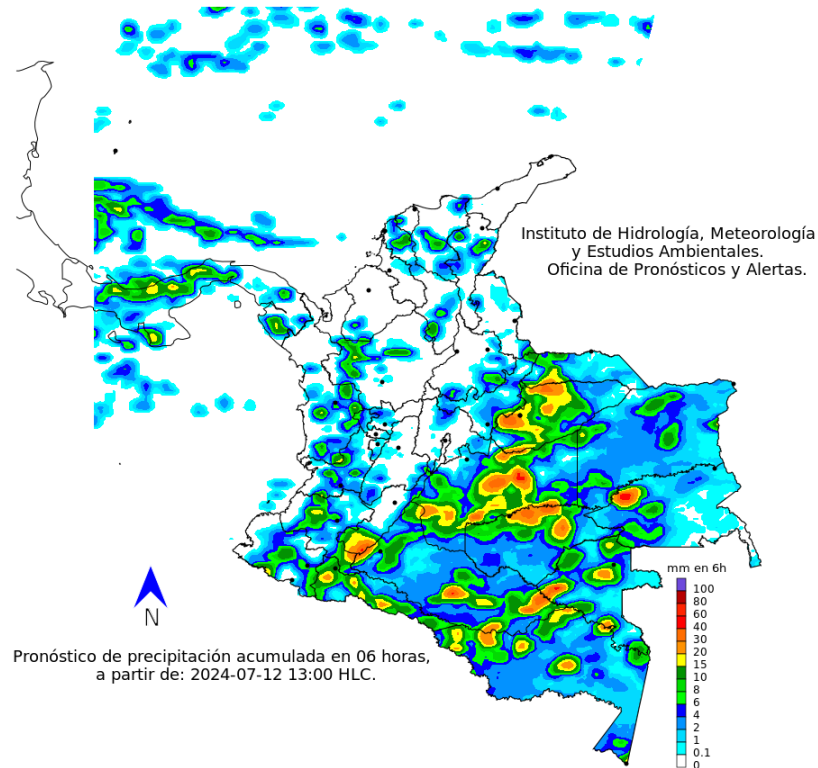 Instituto de Hidrología, Meteorología
y Estudios Ambientales.
Oficina de Pronósticos y Alertas.
mm en 6h
100
80
60
40
30
20
15
10
8
6
4
2
1
0.1
0
N
Pronóstico de precipitación acumulada en 06 horas,
a partir de: 2024-07-12 13:00 HLC.